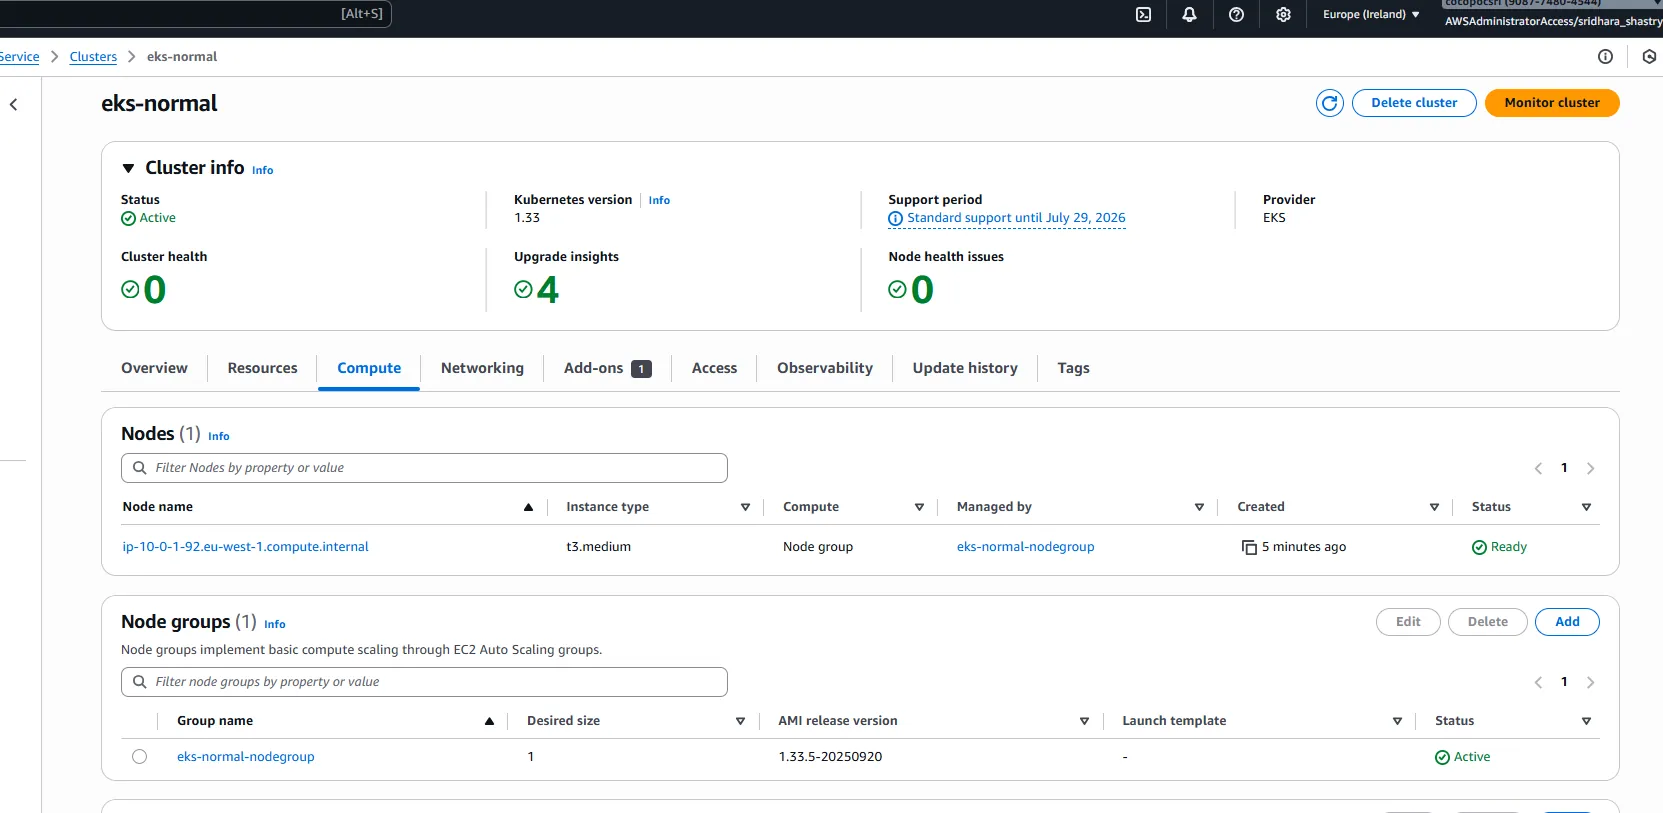 [Alt+S]
Europe (Ireland)
cocopocsri (9087-7480-4544)
AWSAdministratorAccess/sridhara_shastry
Service
Clusters
eks-normal
eks-normal
Delete cluster
Monitor cluster
Cluster info Info
Status
Active
Kubernetes version Info
1.33
Support period
Standard support until July 29, 2026
Provider
EKS
Cluster health
0
Upgrade insights
4
Node health issues
0
Overview
Resources
Compute
Networking
Add-ons 1
Access
Observability
Update history
Tags
Nodes (1) Info
Filter Nodes by property or value
1
Node name
Instance type
Compute
Managed by
Created
Status
ip-10-0-1-92.eu-west-1.compute.internal
t3.medium
Node group
eks-normal-nodegroup
5 minutes ago
Ready
Node groups (1) Info
Edit
Delete
Add
Node groups implement basic compute scaling through EC2 Auto Scaling groups.
Filter node groups by property or value
1
Group name
Desired size
AMI release version
Launch template
Status
eks-normal-nodegroup
1
1.33.5-20250920
-
Active